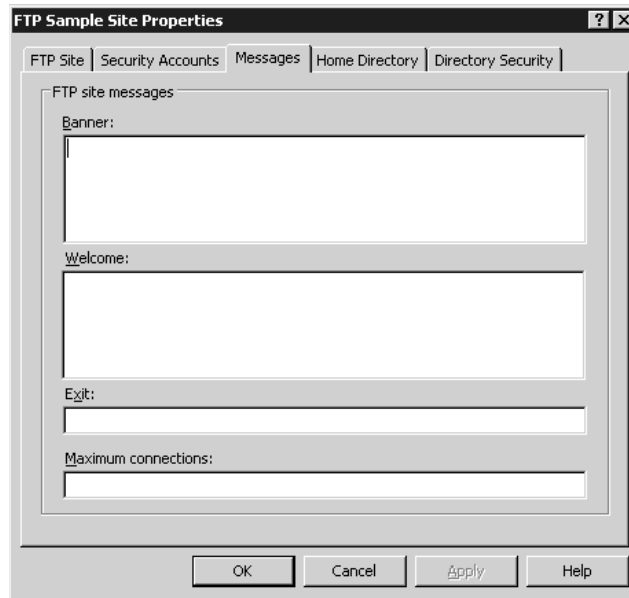 FTP Sample Site Properties ? X
FTP Site Security Accounts Messages Home Directory Directory Security
FTP site messages
Banner:
Welcome:
Exit:
Maximum connections:
OK Cancel Apply Help